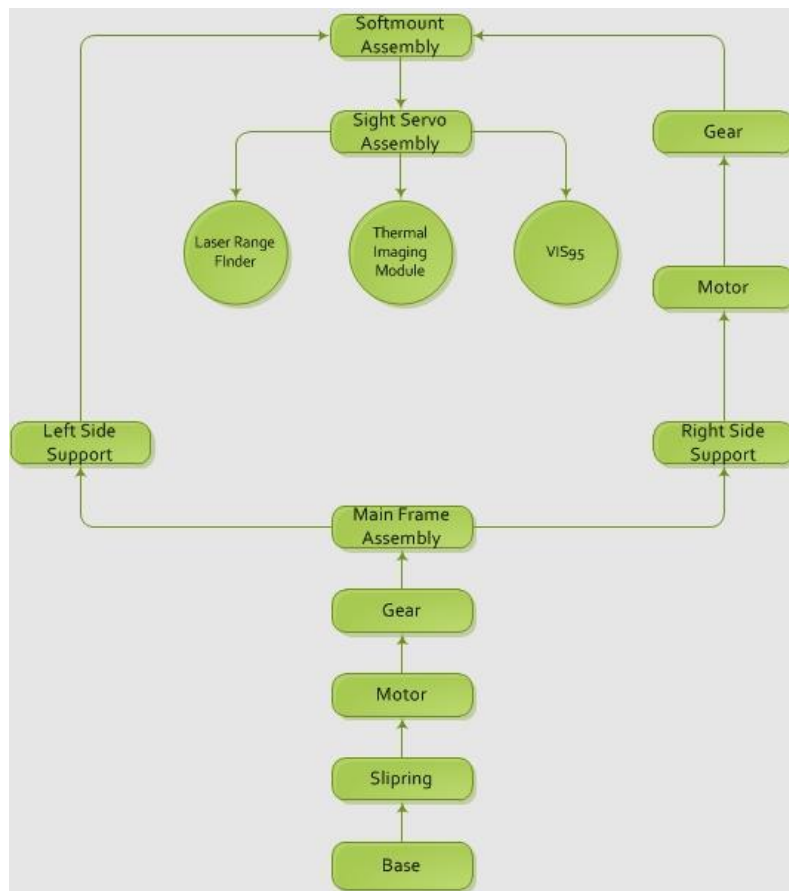 Softmount
Assembly
Sight Servo
Assembly
Gear
Laser Range
FInder
Thermal
Imaging
Module
VIS95
Motor
Left Side
Support
Right Side
Support
Main Frame
Assembly
Gear
Motor
Slipring
Base